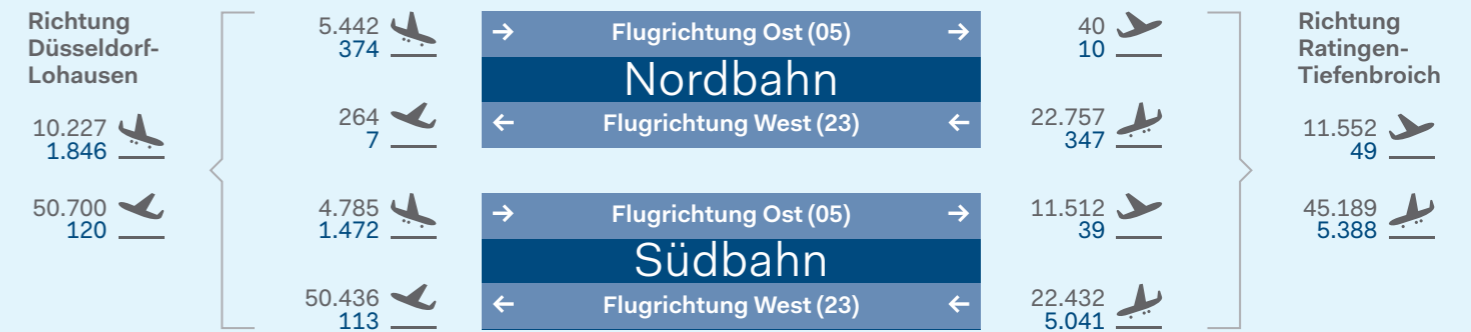 Richtung
Düsseldorf-
Lohausen
10.227
1.846
50.700
120
5.442
374
264
7
4.785
1.472
50.436
113
→ Flugrichtung Ost (05) →
Nordbahn
← Flugrichtung West (23) ←
→ Flugrichtung Ost (05) →
Südbahn
← Flugrichtung West (23) ←
40
10
22.757
347
11.512
39
22.432
5.041
Richtung
Ratingen-
Tiefenbroich
11.552
49
45.189
5.388